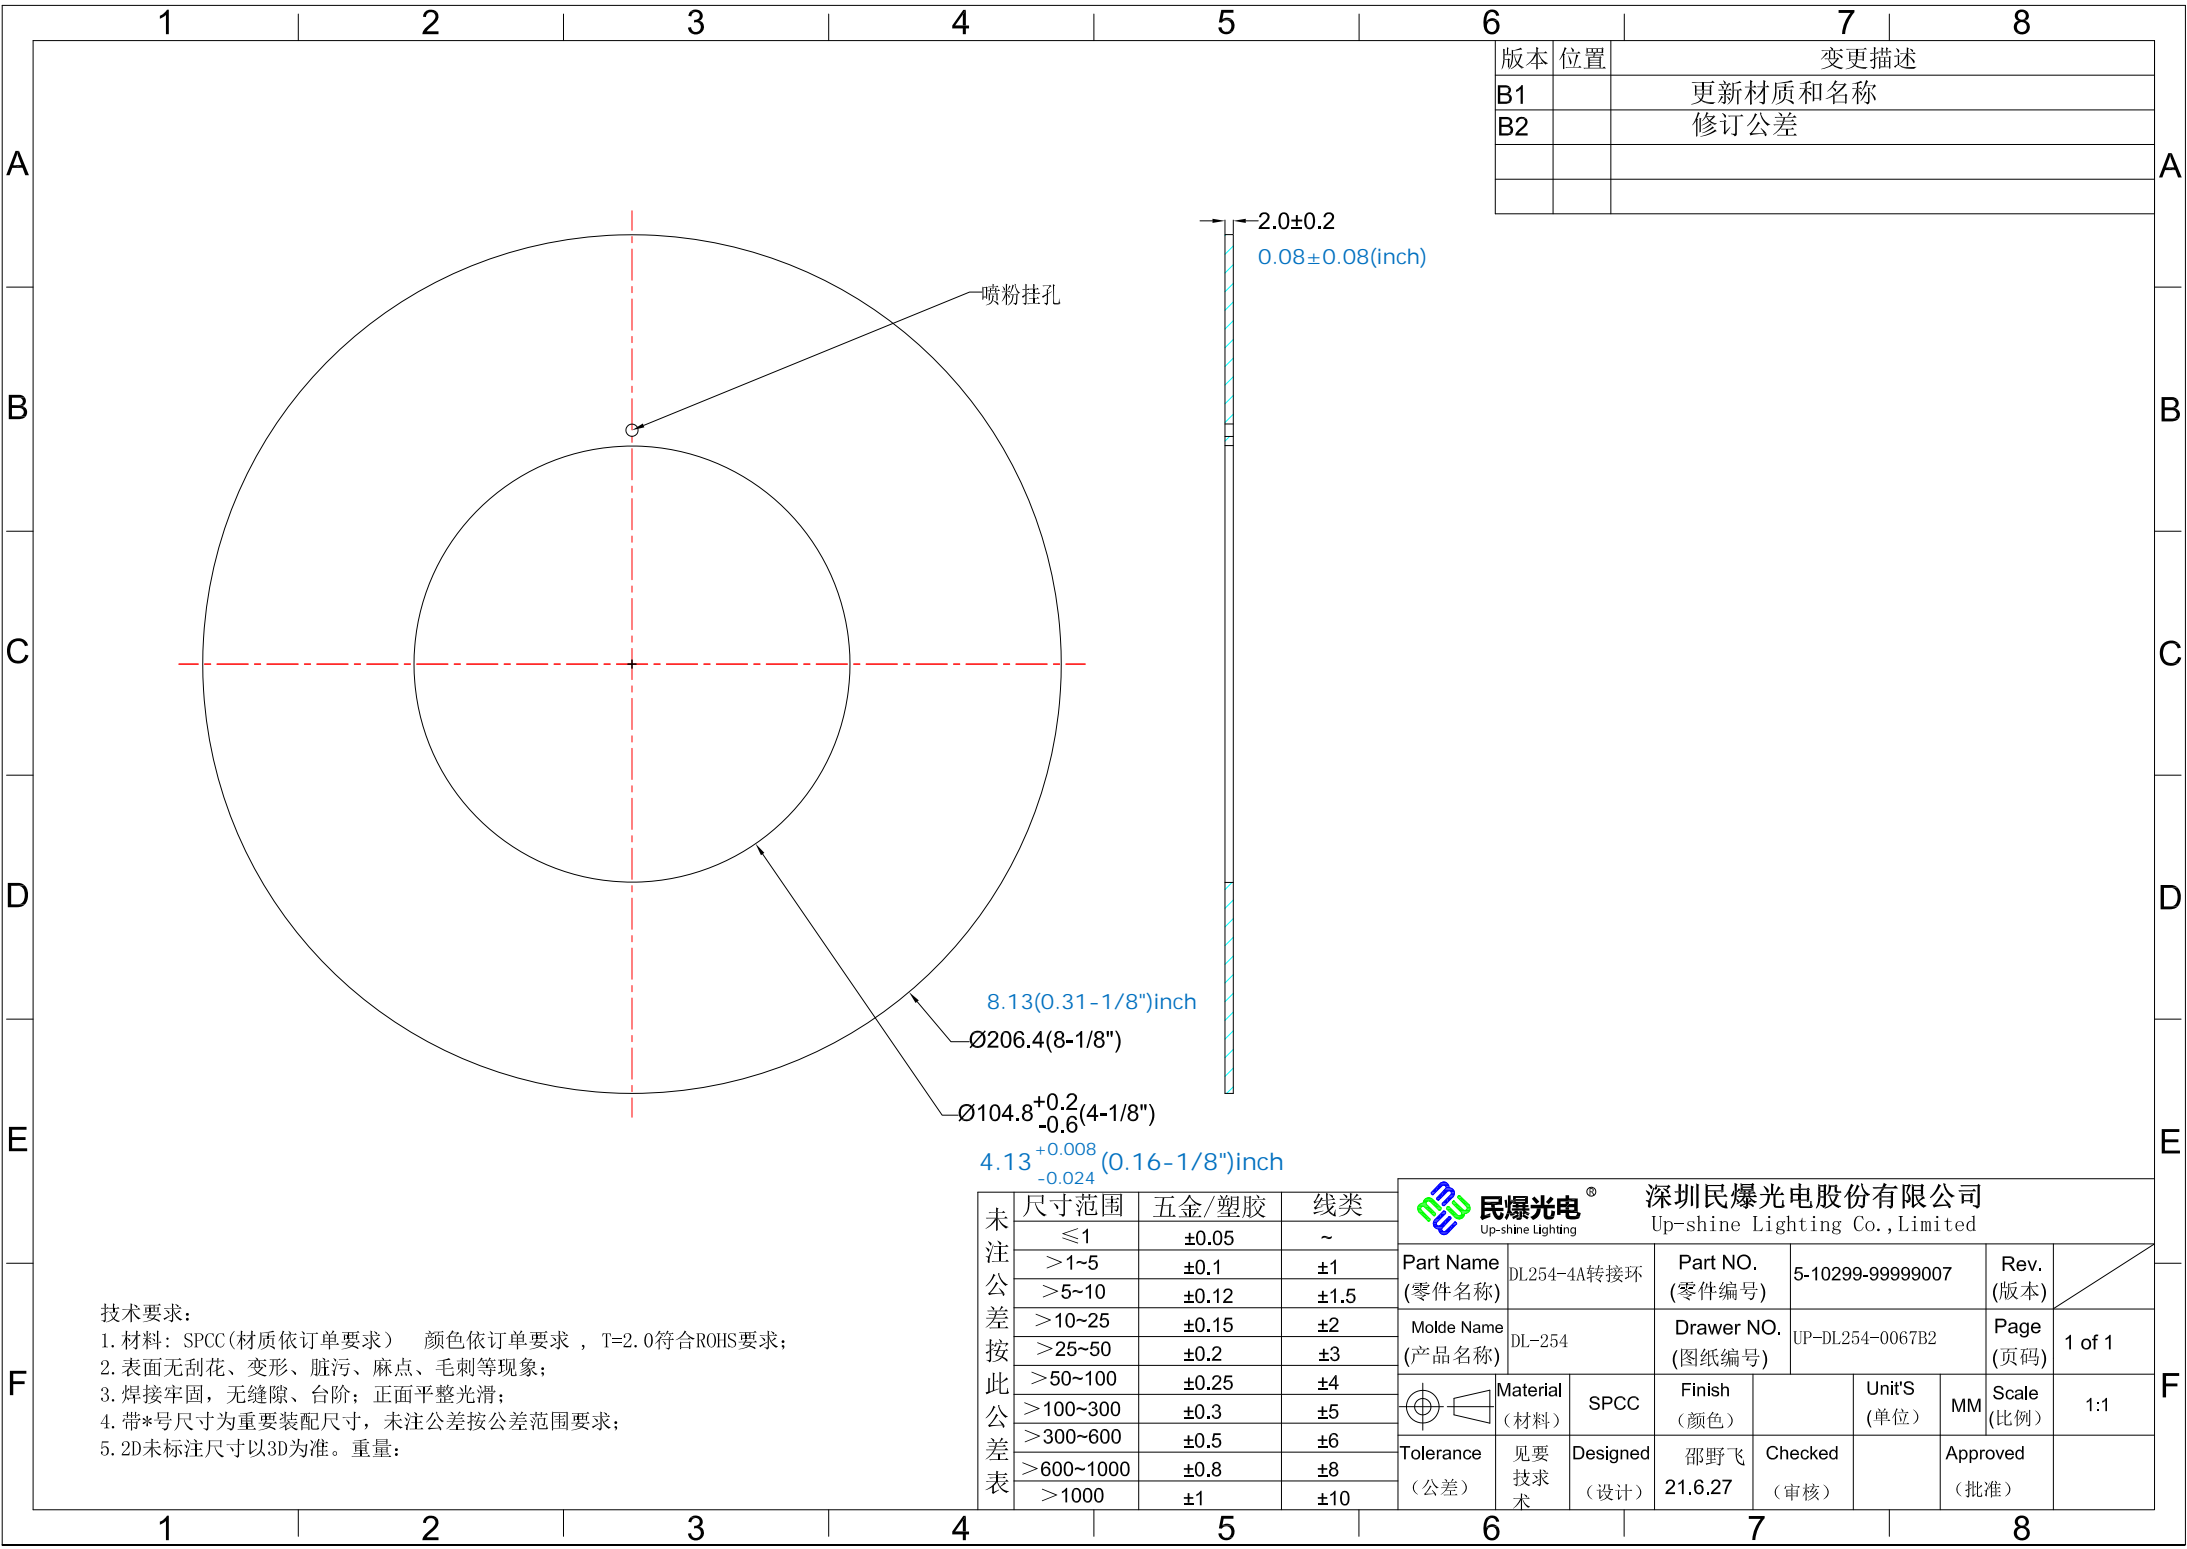 1 2 3 4 5 6 7 8
版本 位置 变更描述
B1 更新材质和名称
B2 修订公差
A A
2.0±0.2
0.08±0.08(inch)
喷粉挂孔
B B
C C
D D
8.13(0.31-1/8")inch
Ø206.4(8-1/8")
Ø104.8+0.2-0.6(4-1/8")
4.13+0.008-0.024(0.16-1/8")inch
E E
未注公差按此公差表
尺寸范围 五金/塑胶 线类
≤1 ±0.05 ~
>1~5 ±0.1 ±1
>5~10 ±0.12 ±1.5
>10~25 ±0.15 ±2
>25~50 ±0.2 ±3
>50~100 ±0.25 ±4
>100~300 ±0.3 ±5
>300~600 ±0.5 ±6
>600~1000 ±0.8 ±8
>1000 ±1 ±10
民爆光电®
Up-shine Lighting
深圳民爆光电股份有限公司
Up-shine Lighting Co.,Limited
Part Name (零件名称) DL254-4A转接环 Part NO. (零件编号) 5-10299-99999007 Rev. (版本)
Molde Name (产品名称) DL-254 Drawer NO. (图纸编号) UP-DL254-0067B2 Page (页码) 1 of 1
Material (材料) SPCC Finish (颜色) Unit'S (单位) MM Scale (比例) 1:1
Tolerance (公差) 见要技求术 Designed (设计) 邵野飞 21.6.27 Checked (审核) Approved (批准)
技术要求:
1.材料: SPCC(材质依订单要求) 颜色依订单要求 , T=2.0符合ROHS要求;
2.表面无刮花、变形、脏污、麻点、毛刺等现象;
3.焊接牢固, 无缝隙、台阶; 正面平整光滑;
4.带*号尺寸为重要装配尺寸, 未注公差按公差范围要求;
5.2D未标注尺寸以3D为准。重量:
F F
1 2 3 4 5 6 7 8